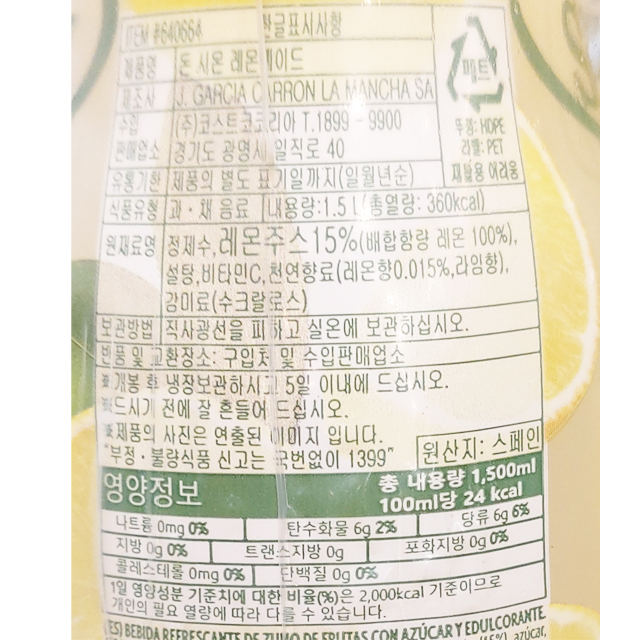 ITEM #640664 한글표시사항
제품명 돈 시몬 레몬에이드
제조사 J. GARCIA CARRON LA MANCHA SA
페트
수입 (주)코스트코코리아 T.1899 - 9900
판매업소 경기도 광명시 일직로 40
뚜껑: HDPE
라벨: PET
재활용 어려움
유통기한 제품의 별도 표기일까지(일월년순)
식품유형 과·채 음료 내용량:1.5 L(총열량: 360kcal)
원재료명 정제수, 레몬주스15%(배합함량 레몬 100%),
설탕,비타민C,천연향료(레몬향0.015%,라임향),
감미료(수크랄로스)
보관방법 직사광선을 피하고 실온에 보관하십시오.
반품 및 교환장소: 구입처 및 수입판매업소
※개봉 후 냉장보관하시고 5일 이내에 드십시오.
※드시기 전에 잘 흔들어 드십시오.
※제품의 사진은 연출된 이미지 입니다.
"부정·불량식품 신고는 국번없이 1399" 원산지: 스페인
영양정보 총 내용량 1,500ml
100ml당 24 kcal
나트륨 0mg 0% 탄수화물 6g 2% 당류 6g 6%
지방 0g 0% 트랜스지방 0g 포화지방 0g 0%
콜레스테롤 0mg 0% 단백질 0g 0%
1일 영양성분 기준치에 대한 비율(%)은 2,000kcal 기준이므로
개인의 필요 열량에 따라 다를 수 있습니다.
(ES) BEBIDA REFRESCANTE DE ZUMO DE FRUTAS CON AZÚCAR Y EDULCORANTE.
(15%), azúcar,